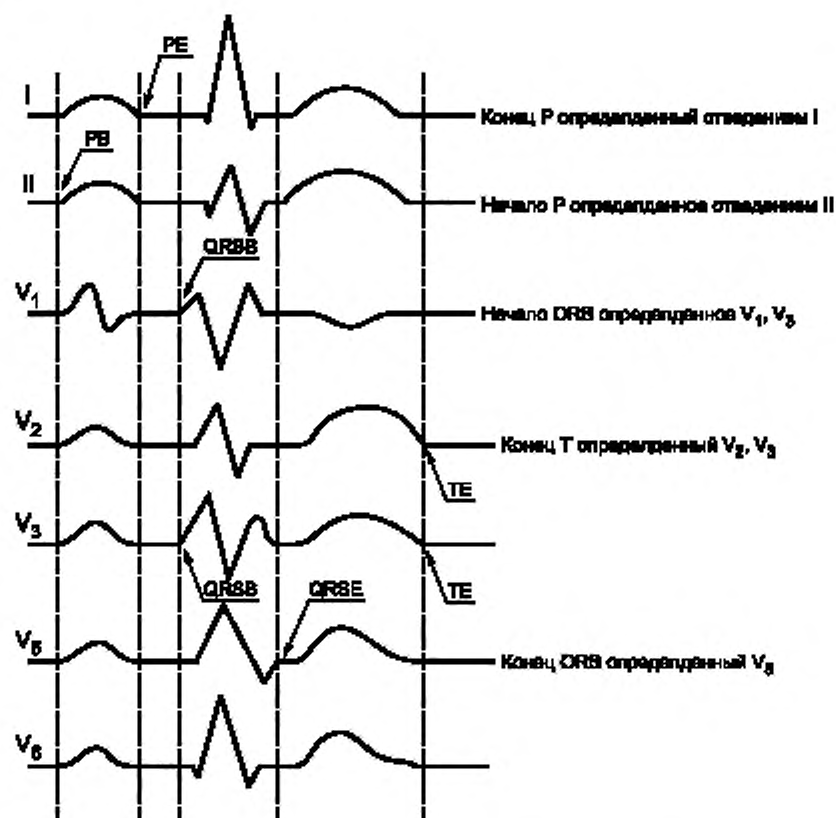 PE
I
Конец P определенный отведением I
PB
II
Начало P определенное отведением II
QRSB
V1
Начало QRS определенное V1, V3
V2
Конец T определенный V2, V3
TE
V3
QRSB
QRSE
TE
V5
Конец QRS определенный V5
V6